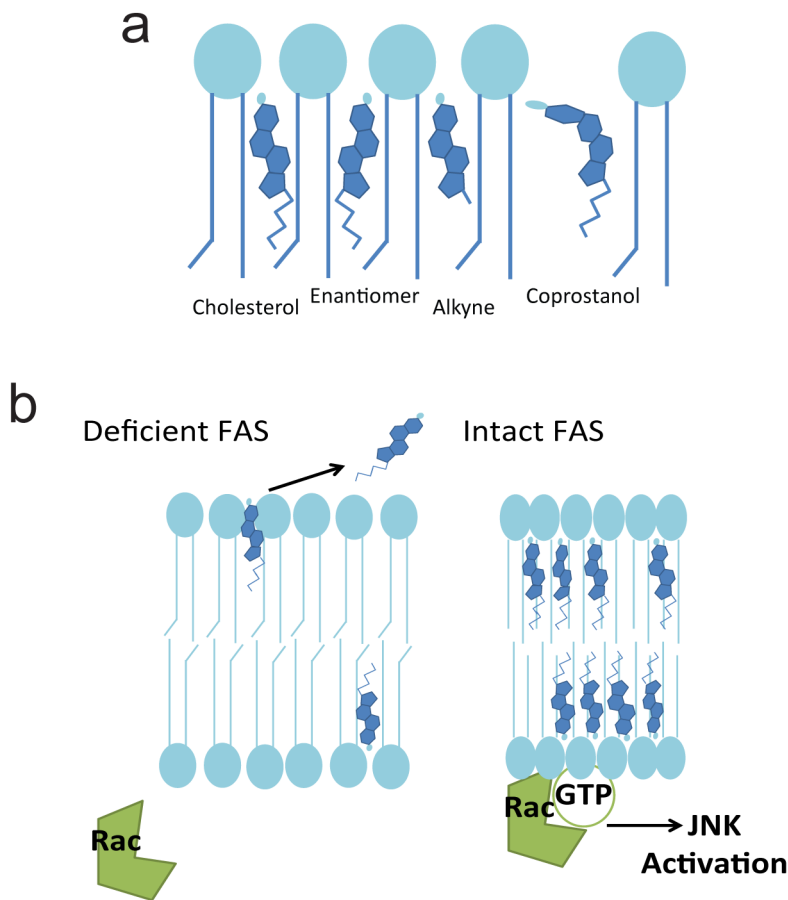 a
Cholesterol
Enantiomer
Alkyne
Coprostanol
b
Deficient FAS
Intact FAS
Rac
Rac
GTP
JNK
Activation